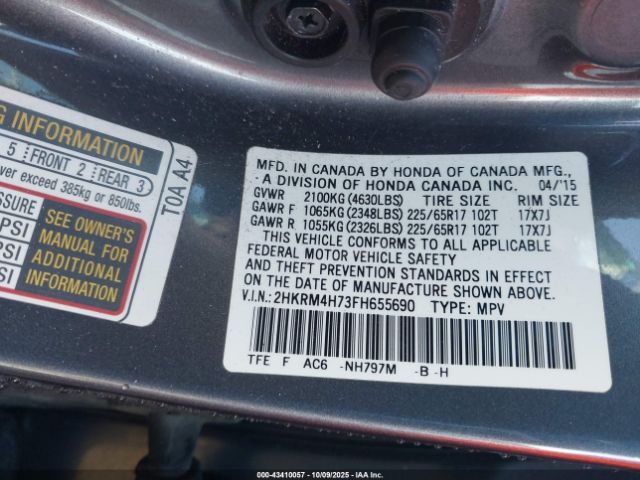 G INFORMATION
5 FRONT 2 REAR 3
ver exceed 385kg or 850lbs.
SSURE
PSI
PSI
PSI
SEE OWNER'S
MANUAL FOR
ADDITIONAL
INFORMATION
T0A A4
MFD. IN CANADA BY HONDA OF CANADA MFG.,
A DIVISION OF HONDA CANADA INC. 04/'15
GVWR 2100KG (4630LBS) TIRE SIZE RIM SIZE
GAWR F 1065KG (2348LBS) 225/65R17 102T 17X7J
GAWR R 1055KG (2326LBS) 225/65R17 102T 17X7J
THIS VEHICLE CONFORMS TO ALL APPLICABLE
FEDERAL MOTOR VEHICLE SAFETY
AND THEFT PREVENTION STANDARDS IN EFFECT
ON THE DATE OF MANUFACTURE SHOWN ABOVE.
V.I.N.: 2HKRM4H73FH655690 TYPE: MPV
TFE F AC6 -NH797M -B -H
000-43410057 | 10/09/2025 | IAA Inc.